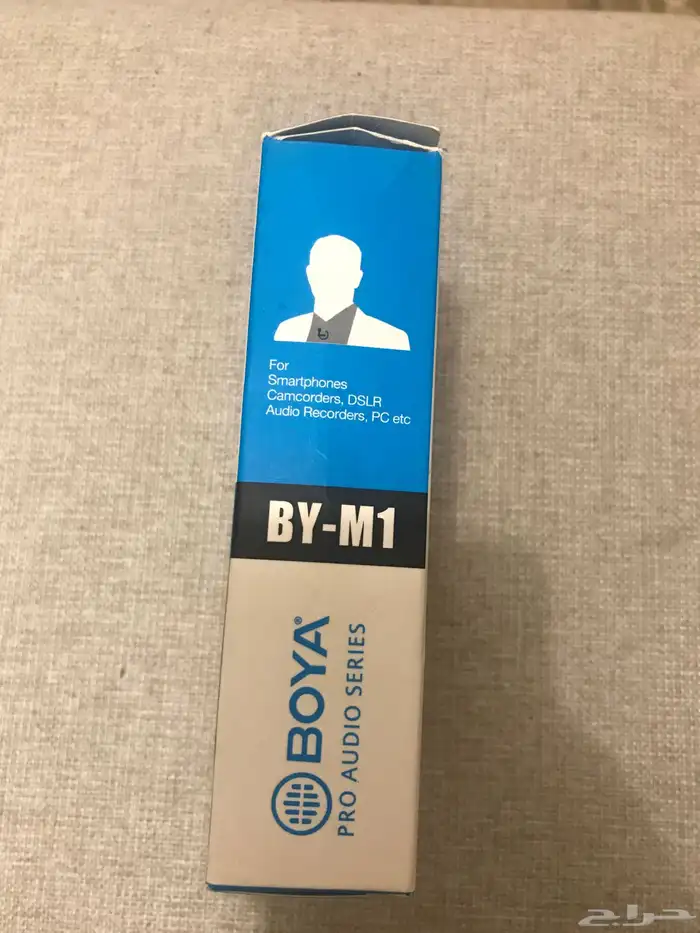 For
Smartphones
Camcorders, DSLR
Audio Recorders, PC etc
BY-M1
BOYA®
PRO AUDIO SERIES
حراج